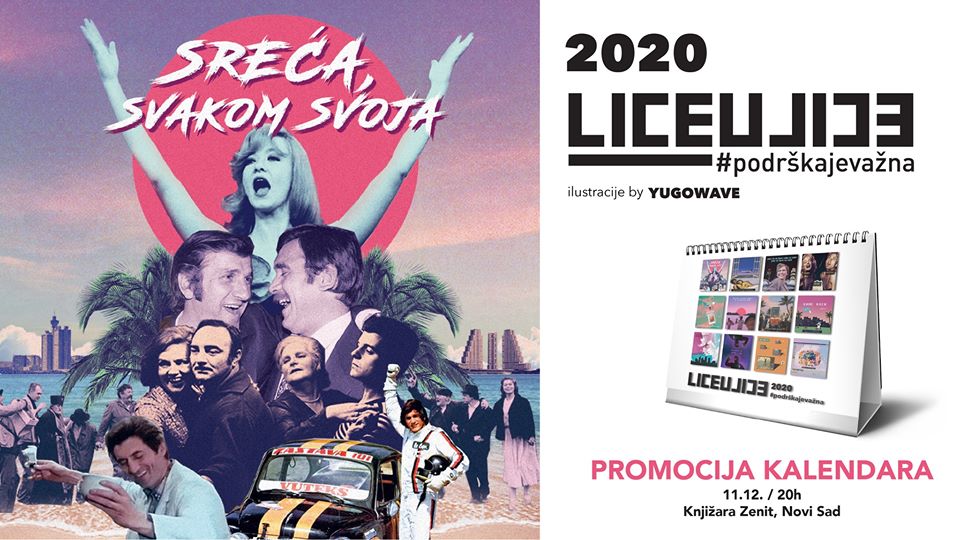 SREĆA,
SVAKOM SVOJA
ZASTAVA 101
VUTEKS
2020
LICEULICE
#podrškajevažna
ilustracije by YUGOWAVE
LICEULICE 2020
#podrškajevažna
PROMOCIJA KALENDARA
11.12. / 20h
Knjižara Zenit, Novi Sad